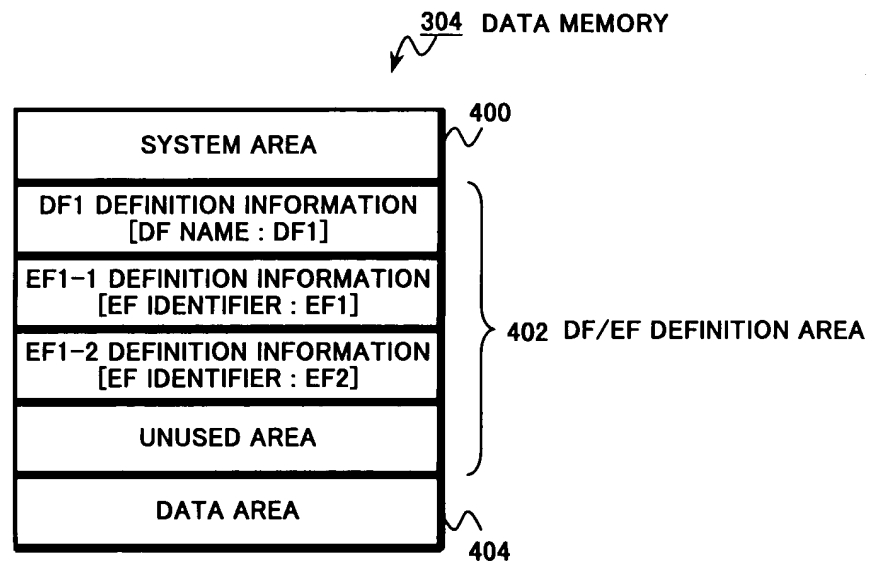 304 DATA MEMORY
400
SYSTEM AREA
DF1 DEFINITION INFORMATION
[DF NAME : DF1]
EF1-1 DEFINITION INFORMATION
[EF IDENTIFIER : EF1]
EF1-2 DEFINITION INFORMATION
[EF IDENTIFIER : EF2]
402 DF/EF DEFINITION AREA
UNUSED AREA
DATA AREA
404